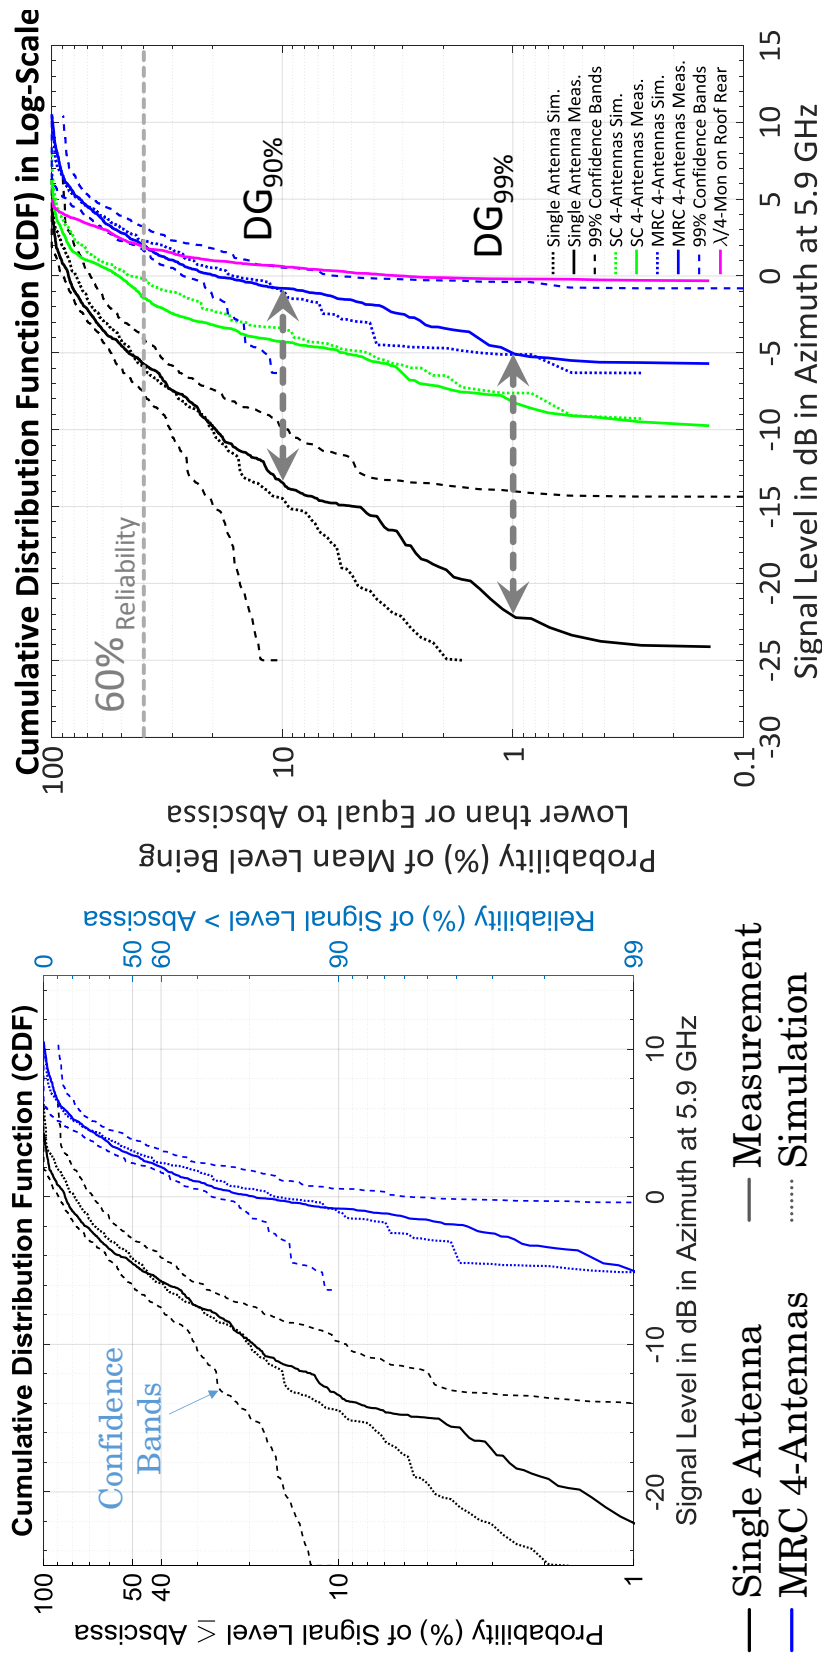 Cumulative Distribution Function (CDF)
Probability (%) of Signal Level ≤ Abscissa
100
50
40
10
1
Reliability (%) of Signal Level > Abscissa
0
50
60
90
99
Confidence
Bands
-20
-10
0
10
Signal Level in dB in Azimuth at 5.9 GHz
Single Antenna
Measurement
MRC 4-Antennas
Simulation
Cumulative Distribution Function (CDF) in Log-Scale
Probability (%) of Mean Level Being
Lower than or Equal to Abscissa
100
10
1
0.1
60% Reliability
DG90%
DG99%
Single Antenna Sim.
Single Antenna Meas.
99% Confidence Bands
SC 4-Antennas Sim.
SC 4-Antennas Meas.
MRC 4-Antennas Sim.
MRC 4-Antennas Meas.
99% Confidence Bands
λ/4-Mon on Roof Rear
-30
-25
-20
-15
-10
-5
0
5
10
15
Signal Level in dB in Azimuth at 5.9 GHz